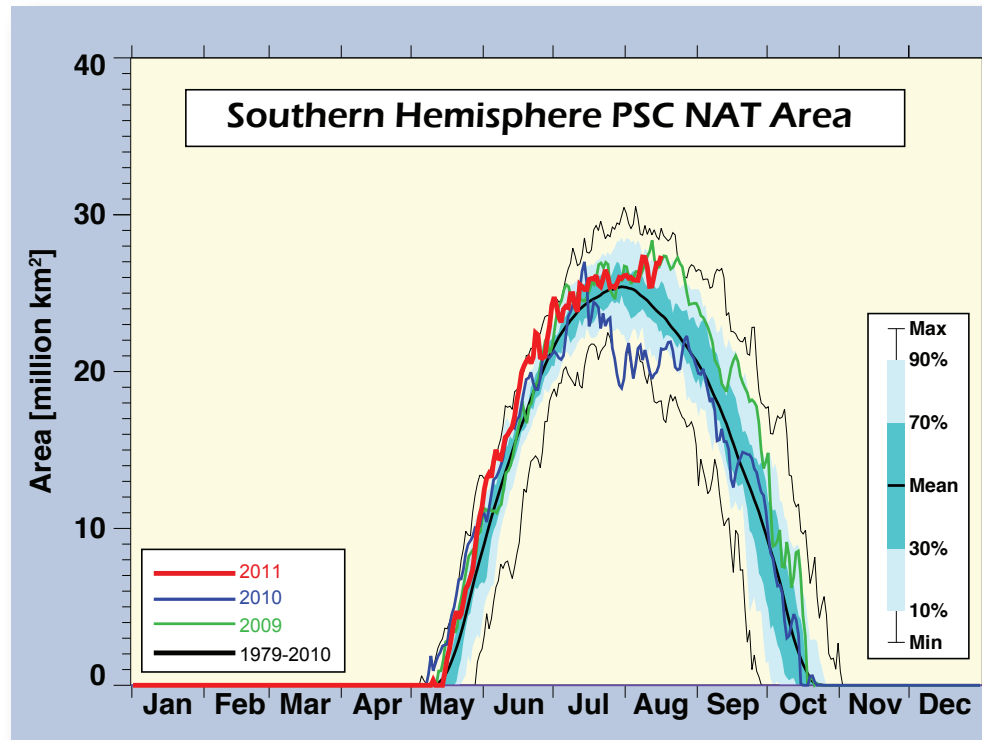 Southern Hemisphere PSC NAT Area
Area [million km²]
40
30
20
10
0
Jan Feb Mar Apr May Jun Jul Aug Sep Oct Nov Dec
2011
2010
2009
1979-2010
Max
90%
70%
Mean
30%
10%
Min